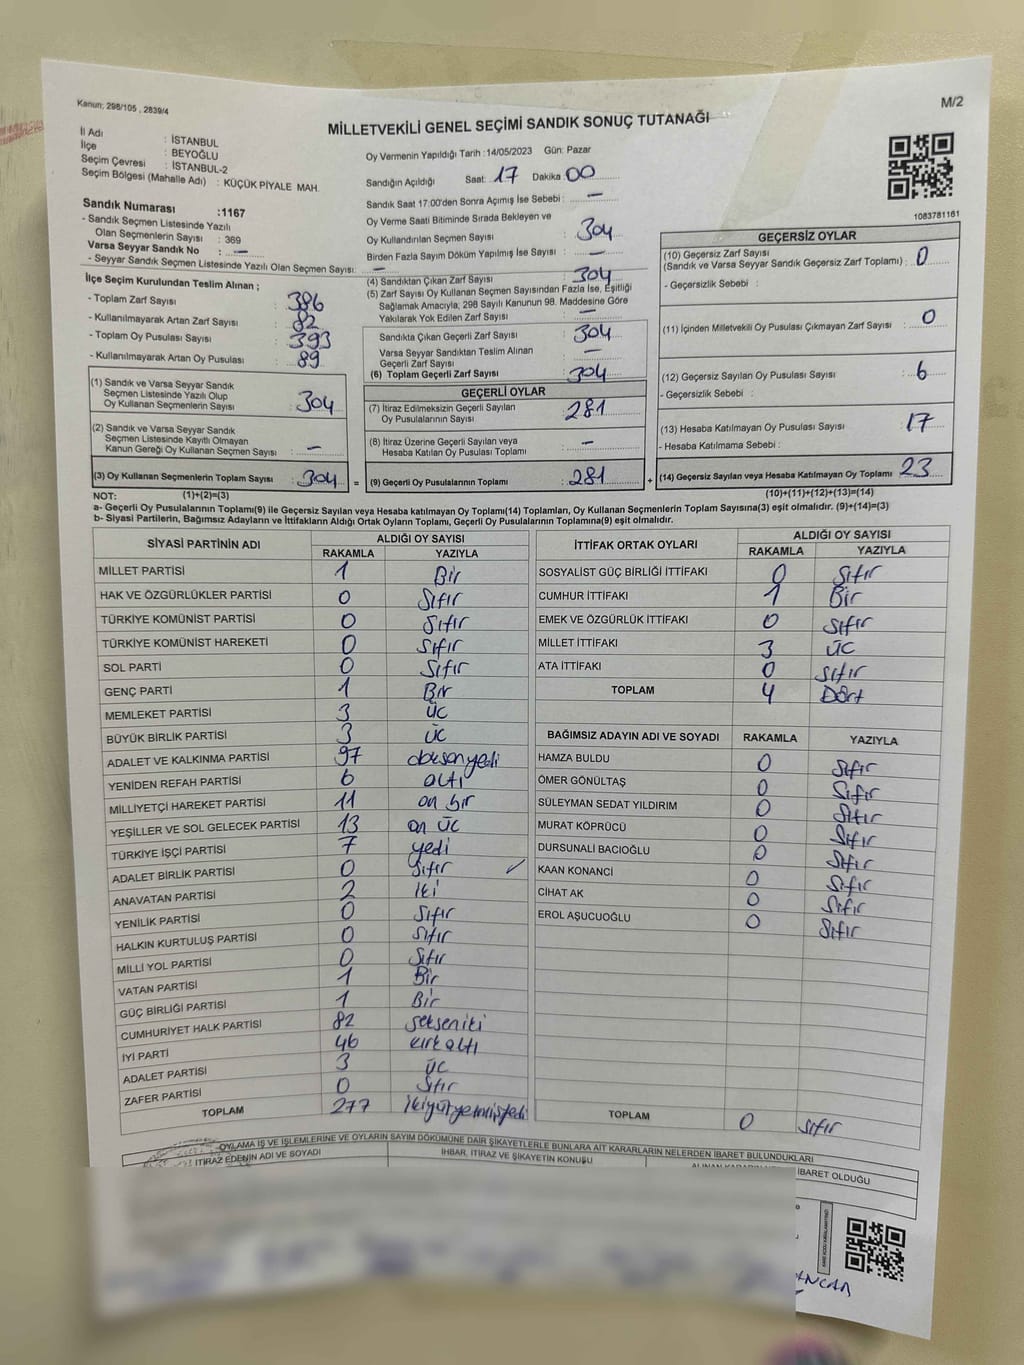 Kanun; 298/105 , 2839/4
M/2
MİLLETVEKİLİ GENEL SEÇİMİ SANDIK SONUÇ TUTANAĞI
İl Adı : İSTANBUL
İlçe : BEYOĞLU
Seçim Çevresi : İSTANBUL-2
Seçim Bölgesi (Mahalle Adı) : KÜÇÜK PİYALE MAH.
Sandık Numarası :1167
- Sandık Seçmen Listesinde Yazılı
Olan Seçmenlerin Sayısı : 369
Varsa Seyyar Sandık No : —
- Seyyar Sandık Seçmen Listesinde Yazılı Olan Seçmen Sayısı: —
İlçe Seçim Kurulundan Teslim Alınan ;
- Toplam Zarf Sayısı : 386
- Kullanılmayarak Artan Zarf Sayısı : 82
- Toplam Oy Pusulası Sayısı : 393
- Kullanılmayarak Artan Oy Pusulası : 89
(1) Sandık ve Varsa Seyyar Sandık
Seçmen Listesinde Yazılı Olup
Oy Kullanan Seçmenlerin Sayısı : 304
(2) Sandık ve Varsa Seyyar Sandık
Seçmen Listesinde Kayıtlı Olmayan
Kanun Gereği Oy Kullanan Seçmen Sayısı : —
(3) Oy Kullanan Seçmenlerin Toplam Sayısı : 304 =
Oy Vermenin Yapıldığı Tarih :14/05/2023 Gün: Pazar
Sandığın Açıldığı Saat: 17 Dakika 00
Sandık Saat 17:00'den Sonra Açımış İse Sebebi : —
Oy Verme Saati Bitiminde Sırada Bekleyen ve
Oy Kullandırılan Seçmen Sayısı : 304
Birden Fazla Sayım Döküm Yapılmış İse Sayısı : —
(4) Sandıktan Çıkan Zarf Sayısı : 304
(5) Zarf Sayısı Oy Kullanan Seçmen Sayısından Fazla İse, Eşitliği
Sağlamak Amacıyla, 298 Sayılı Kanunun 98. Maddesine Göre
Yakılarak Yok Edilen Zarf Sayısı : —
Sandıkta Çıkan Geçerli Zarf Sayısı : 304
Varsa Seyyar Sandıktan Teslim Alınan
Geçerli Zarf Sayısı : —
(6) Toplam Geçerli Zarf Sayısı : 304
GEÇERLİ OYLAR
(7) İtiraz Edilmeksizin Geçerli Sayılan
Oy Pusulalarının Sayısı : 281
(8) İtiraz Üzerine Geçerli Sayılan veya
Hesaba Katılan Oy Pusulası Toplamı : —
(9) Geçerli Oy Pusulalarının Toplamı : 281 +
1083781161
GEÇERSİZ OYLAR
(10) Geçersiz Zarf Sayısı
(Sandık ve Varsa Seyyar Sandık Geçersiz Zarf Toplamı) : 0
- Geçersizlik Sebebi :
(11) İçinden Milletvekili Oy Pusulası Çıkmayan Zarf Sayısı : 0
(12) Geçersiz Sayılan Oy Pusulası Sayısı : 6
- Geçersizlik Sebebi :
(13) Hesaba Katılmayan Oy Pusulası Sayısı : 17
- Hesaba Katılmama Sebebi :
(14) Geçersiz Sayılan veya Hesaba Katılmayan Oy Toplamı 23
NOT: (1)+(2)=(3) (10)+(11)+(12)+(13)=(14)
a- Geçerli Oy Pusulalarının Toplamı(9) ile Geçersiz Sayılan veya Hesaba katılmayan Oy Toplamı(14) Toplamları, Oy Kullanan Seçmenlerin Toplam Sayısına(3) eşit olmalıdır. (9)+(14)=(3)
b- Siyasi Partilerin, Bağımsız Adayların ve İttifakların Aldığı Ortak Oyların Toplamı, Geçerli Oy Pusulalarının Toplamına(9) eşit olmalıdır.
SİYASİ PARTİNİN ADI ALDIĞI OY SAYISI
RAKAMLA YAZIYLA
MİLLET PARTİSİ 1 Bir
HAK VE ÖZGÜRLÜKLER PARTİSİ 0 Sıfır
TÜRKİYE KOMÜNİST PARTİSİ 0 Sıfır
TÜRKİYE KOMÜNİST HAREKETİ 0 Sıfır
SOL PARTİ 0 Sıfır
GENÇ PARTİ 1 Bir
MEMLEKET PARTİSİ 3 üc
BÜYÜK BİRLİK PARTİSİ 3 üc
ADALET VE KALKINMA PARTİSİ 97 doksanyedi
YENİDEN REFAH PARTİSİ 6 altı
MİLLİYETÇİ HAREKET PARTİSİ 11 on bir
YEŞİLLER VE SOL GELECEK PARTİSİ 13 on üc
TÜRKİYE İŞÇİ PARTİSİ 7 yedi
ADALET BİRLİK PARTİSİ 0 Sıfır ✓
ANAVATAN PARTİSİ 2 iki
YENİLİK PARTİSİ 0 Sıfır
HALKIN KURTULUŞ PARTİSİ 0 Sıfır
MİLLİ YOL PARTİSİ 0 Sıfır
VATAN PARTİSİ 1 Bir
GÜÇ BİRLİĞİ PARTİSİ 1 Bir
CUMHURİYET HALK PARTİSİ 82 sekseniki
İYİ PARTİ 46 kırkaltı
ADALET PARTİSİ 3 üc
ZAFER PARTİSİ 0 Sıfır
TOPLAM 277 ikiyüzyetmişyedi
İTTİFAK ORTAK OYLARI ALDIĞI OY SAYISI
RAKAMLA YAZIYLA
SOSYALİST GÜÇ BİRLİĞİ İTTİFAKI 0 Sıfır
CUMHUR İTTİFAKI 1 Bir
EMEK VE ÖZGÜRLÜK İTTİFAKI 0 Sıfır
MİLLET İTTİFAKI 3 üc
ATA İTTİFAKI 0 Sıfır
TOPLAM 4 Dört
BAĞIMSIZ ADAYIN ADI VE SOYADI RAKAMLA YAZIYLA
HAMZA BULDU 0 Sıfır
ÖMER GÖNÜLTAŞ 0 Sıfır
SÜLEYMAN SEDAT YILDIRIM 0 Sıfır
MURAT KÖPRÜCÜ 0 Sıfır
DURSUNALİ BACIOĞLU 0 Sıfır
KAAN KONANCİ 0 Sıfır
CİHAT AK 0 Sıfır
EROL AŞUCUOĞLU 0 Sıfır
TOPLAM 0 Sıfır
OYLAMA İŞ VE İŞLEMLERİNE VE OYLARIN SAYIM DÖKÜMÜNE DAİR ŞİKAYETLERLE BUNLARA AİT KARARLARIN NELERDEN İBARET BULUNDUKLARI
İTİRAZ EDENİN ADI VE SOYADI
İHBAR, İTİRAZ VE ŞİKAYETİN KONUSU
İBARET OLDUĞU